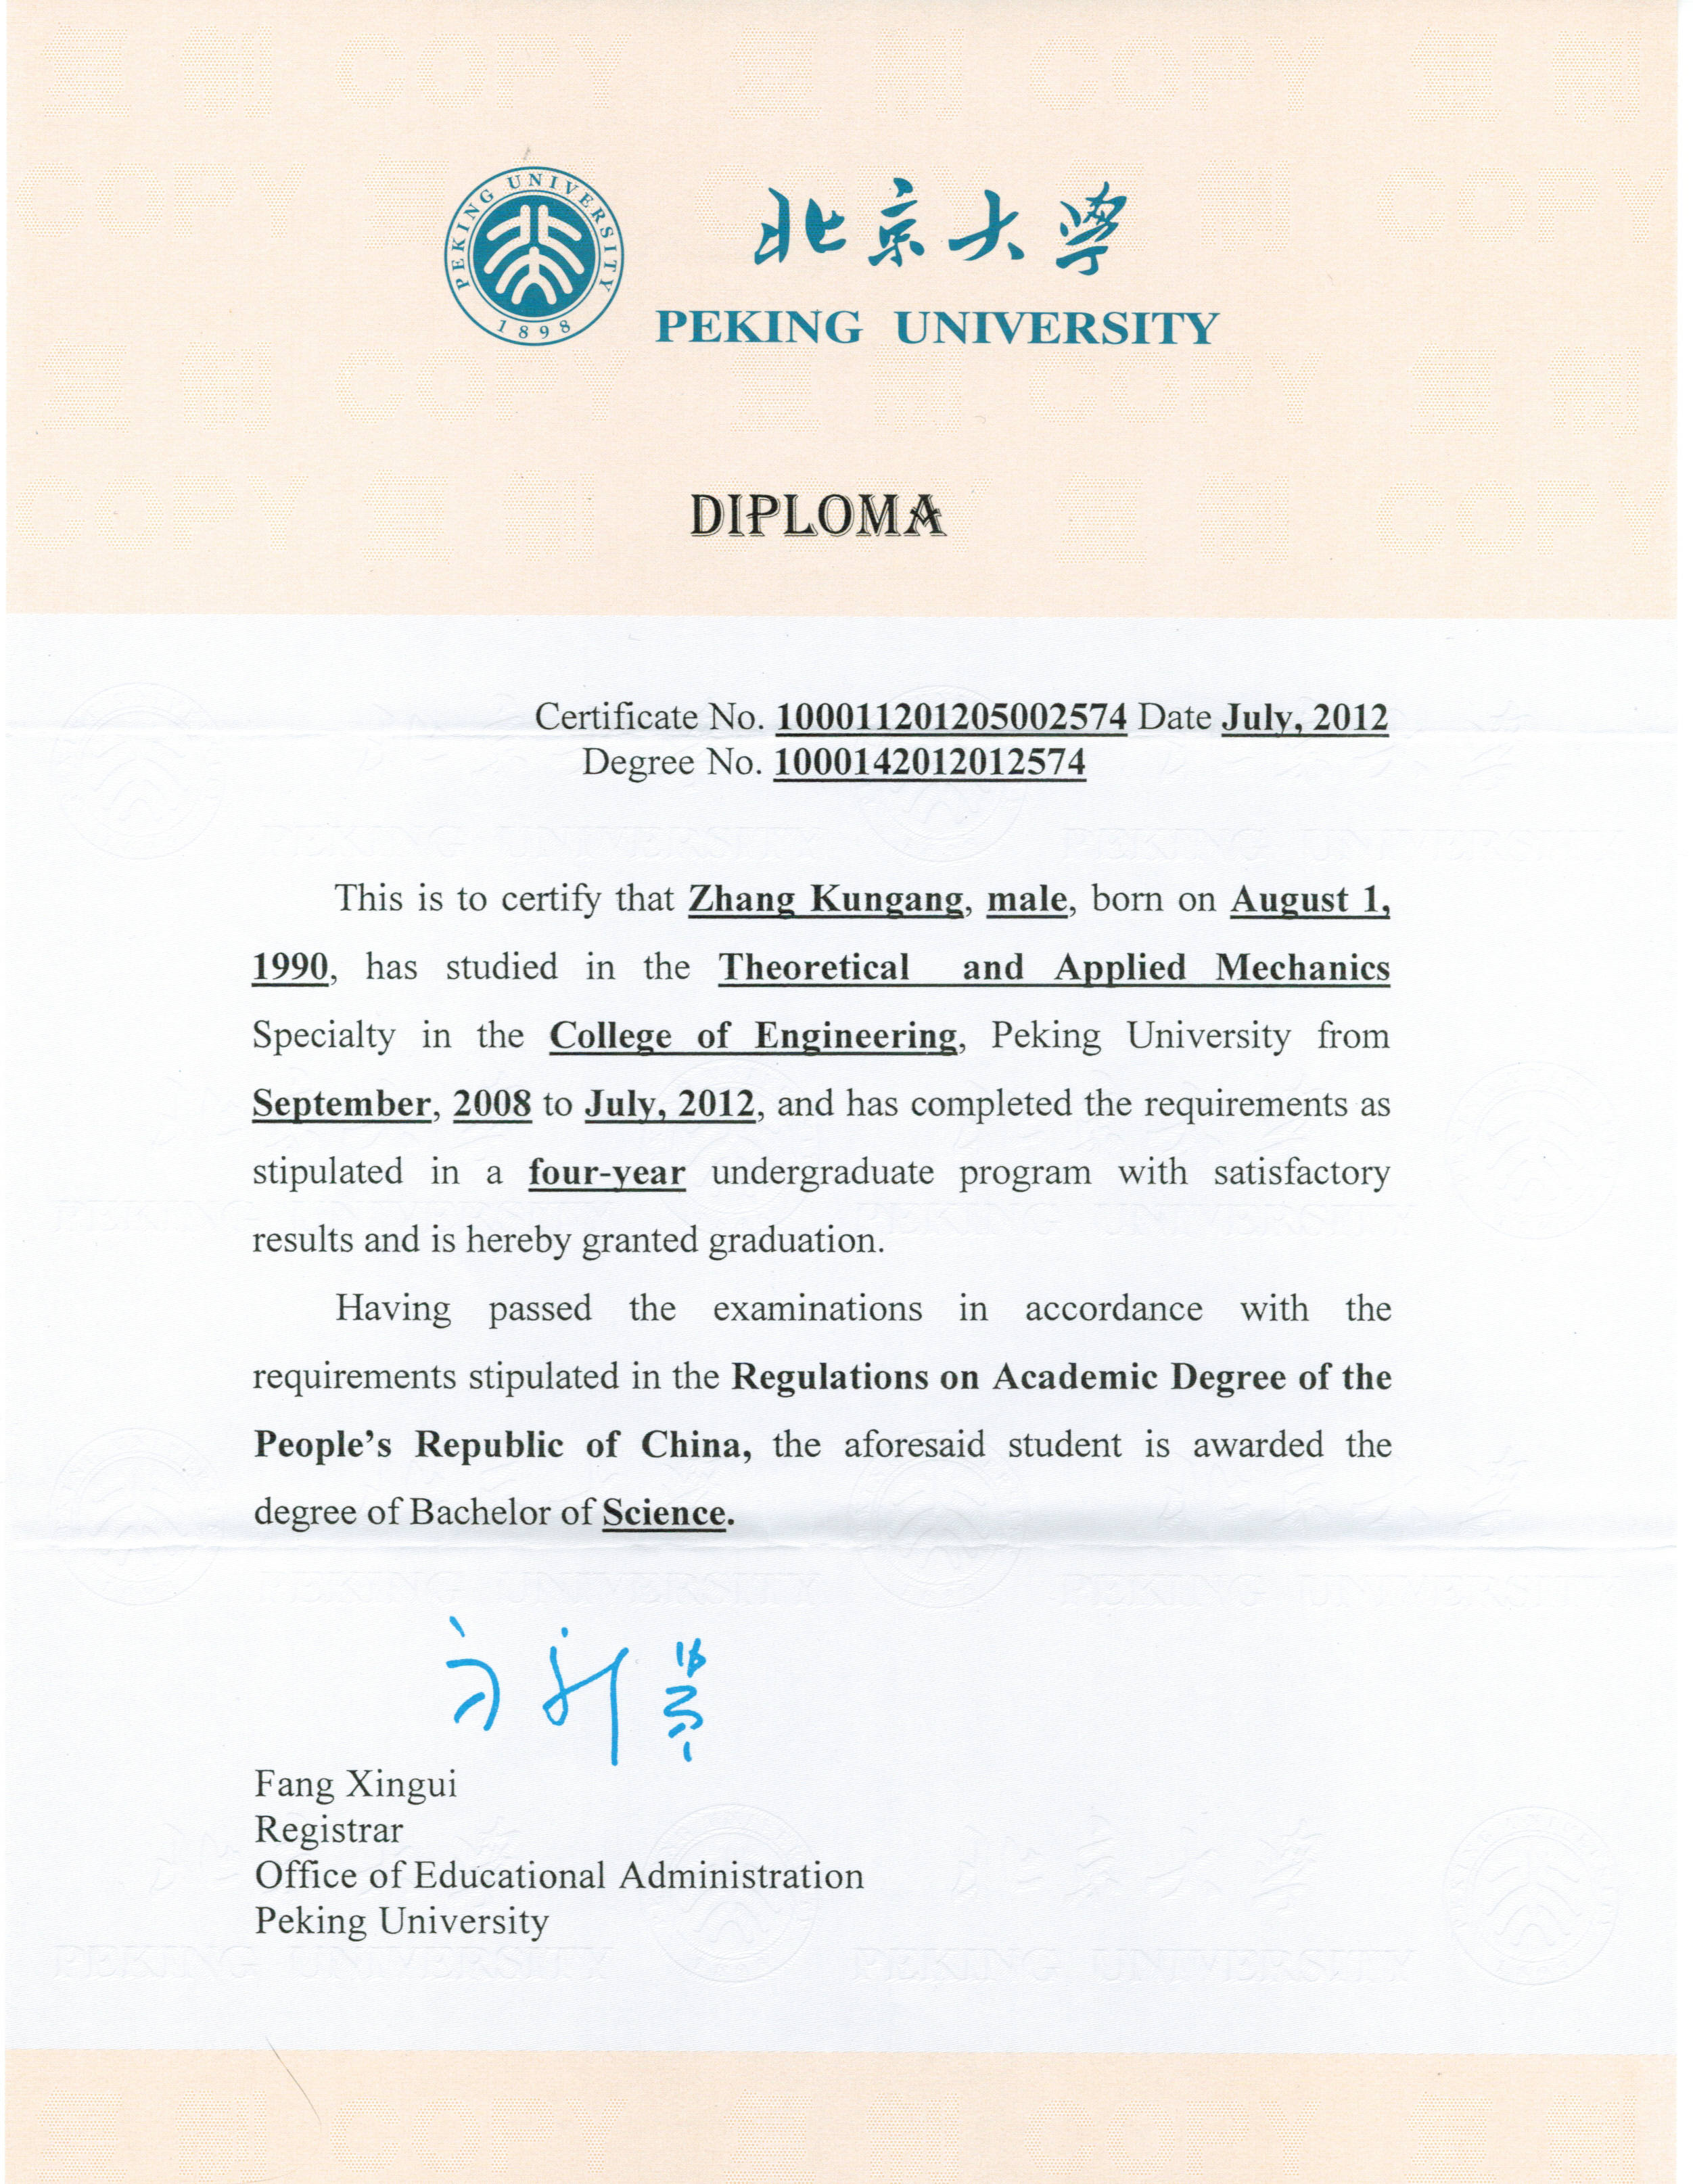 PEKING UNIVERSITY
1898
北京大学
PEKING UNIVERSITY
DIPLOMA
Certificate No. 100011201205002574 Date July, 2012
Degree No. 1000142012012574
This is to certify that Zhang Kungang, male, born on August 1,
1990, has studied in the Theoretical and Applied Mechanics
Specialty in the College of Engineering, Peking University from
September, 2008 to July, 2012, and has completed the requirements as
stipulated in a four-year undergraduate program with satisfactory
results and is hereby granted graduation.
Having passed the examinations in accordance with the
requirements stipulated in the Regulations on Academic Degree of the
People's Republic of China, the aforesaid student is awarded the
degree of Bachelor of Science.
Fang Xingui
Registrar
Office of Educational Administration
Peking University